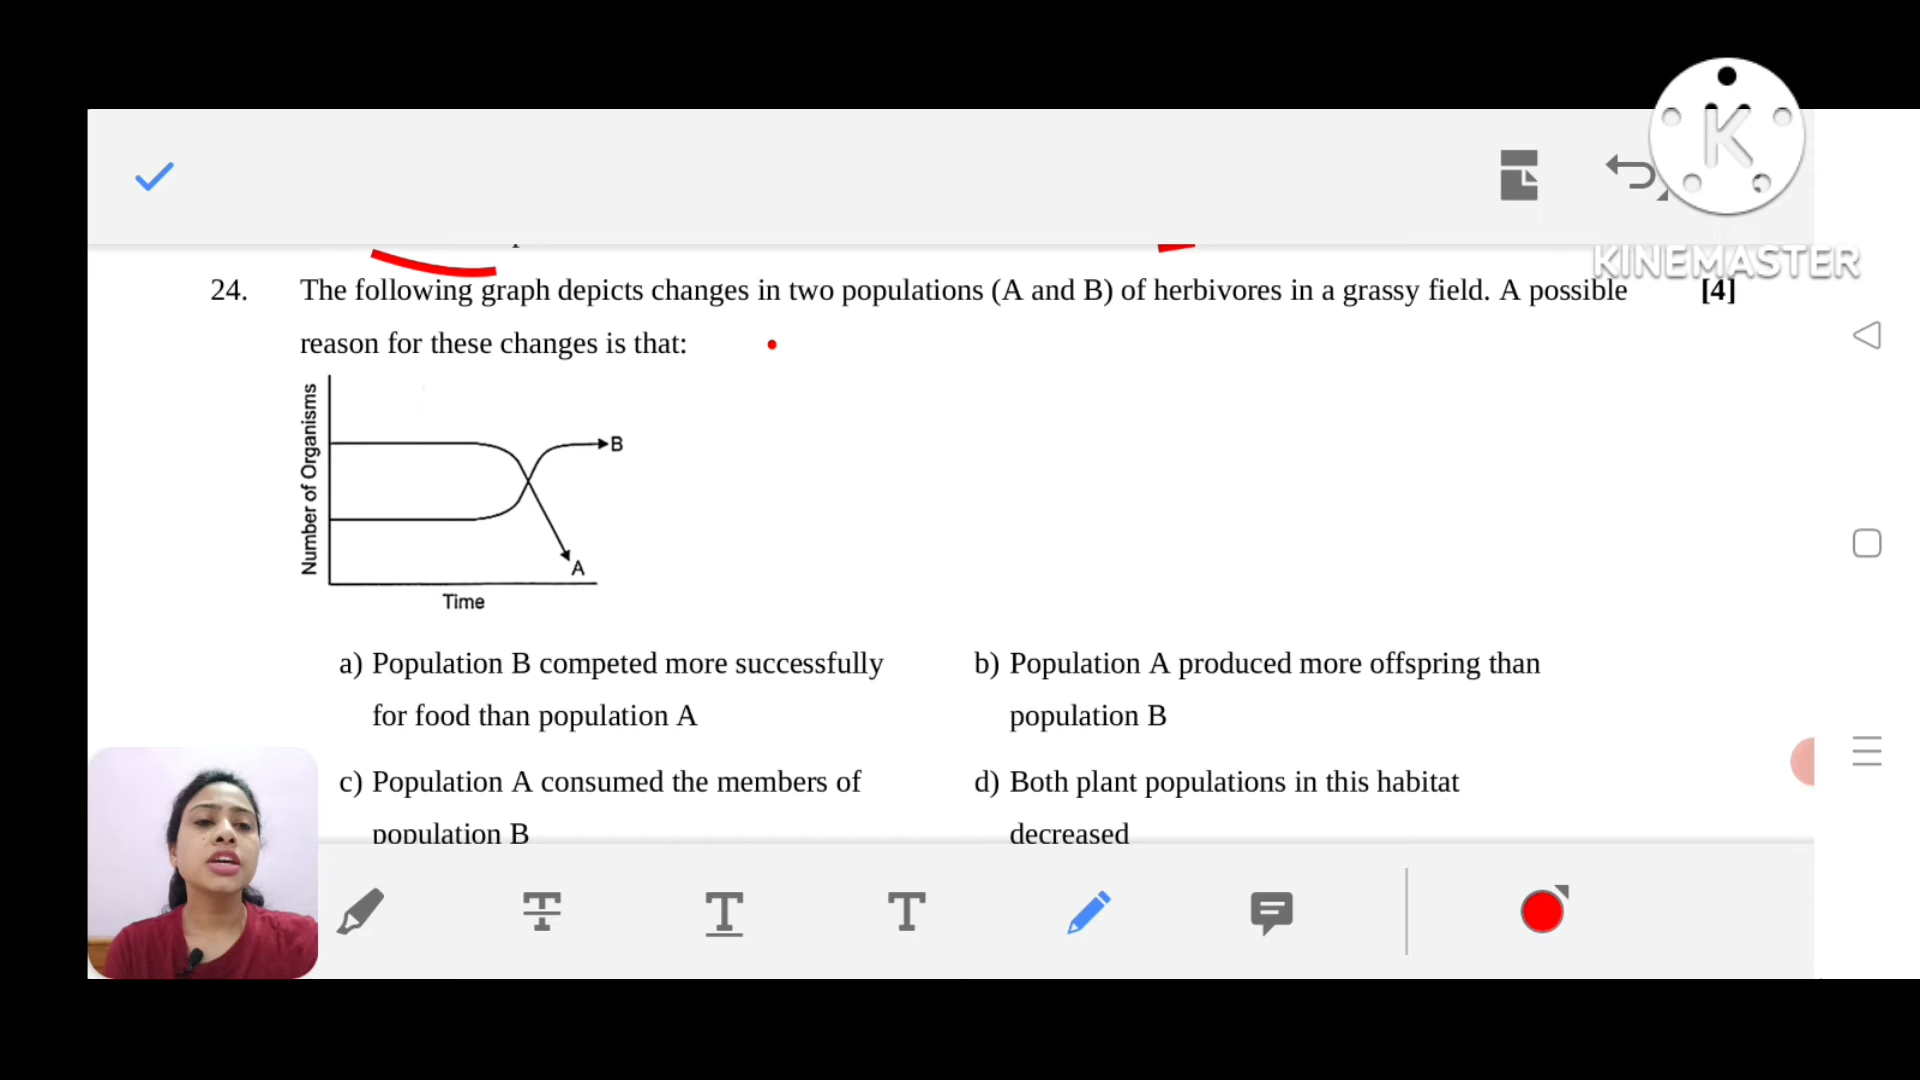 K
KINEMASTER
24. The following graph depicts changes in two populations (A and B) of herbivores in a grassy field. A possible [4]
reason for these changes is that:
Number of Organisms
B
A
Time
a) Population B competed more successfully
for food than population A
b) Population A produced more offspring than
population B
c) Population A consumed the members of
population B
d) Both plant populations in this habitat
decreased
T
T
T